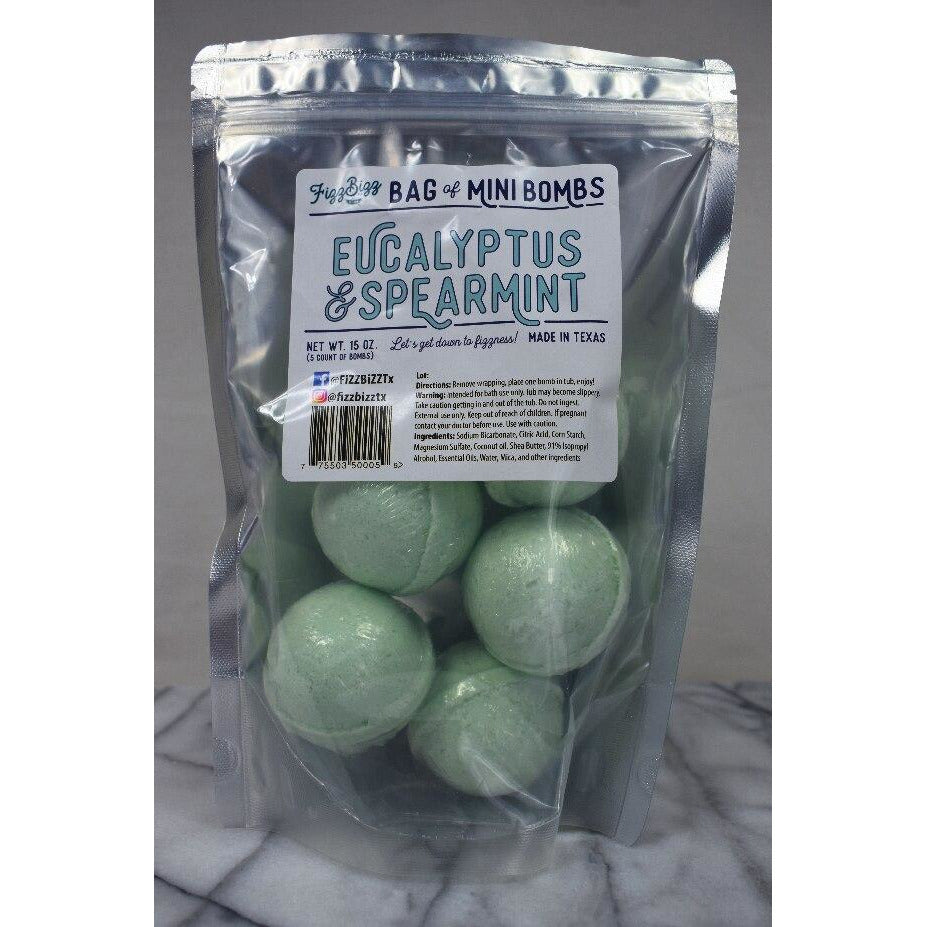 FizzBizz BAG of MINI BOMBS
EUCALYPTUS
& SPEARMINT
NET WT. 15 OZ.
(5 COUNT OF BOMBS)
Let's get down to fizzness!
MADE IN TEXAS
@FIZZBIZZTx
@fizzbizztx
7 75503 50005 5
Lot:
Directions: Remove wrapping, place one bomb in tub, enjoy!
Warning: Intended for bath use only. Tub may become slippery.
Take caution getting in and out of the tub. Do not ingest.
External use only. Keep out of reach of children. If pregnant
contact your doctor before use. Use with caution.
Ingredients: Sodium Bicarbonate, Citric Acid, Corn Starch,
Magnesium Sulfate, Coconut oil, Shea Butter, 91% Isopropyl
Alrohol, Essential Oils, Water, Mica, and other ingredients